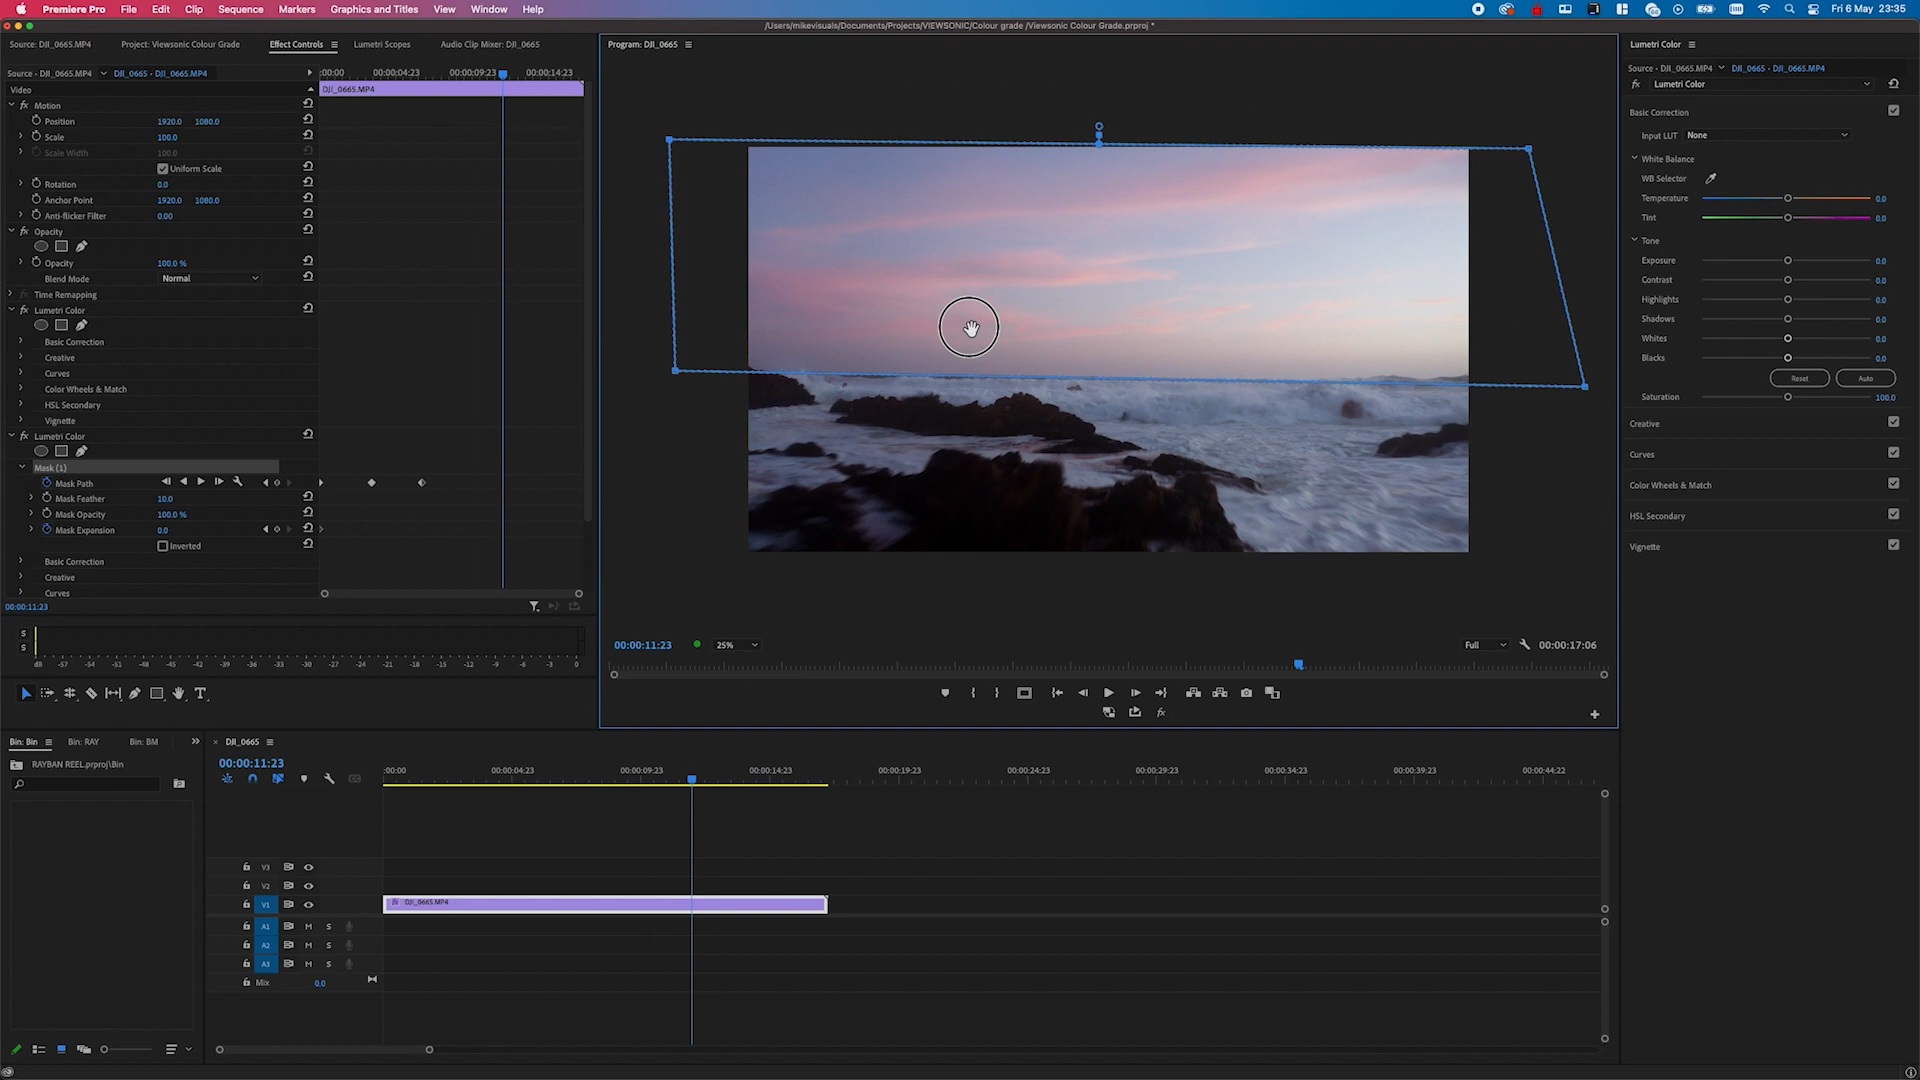 Premiere Pro File Edit Clip Sequence Markers Graphics and Titles View Window Help Fri 6 May 23:35
/Users/mikevisuals/Documents/Projects/VIEWSONIC/Colour grade /Viewsonic Colour Grade.prproj *
Source: DJI_0665.MP4 Project: Viewsonic Colour Grade Effect Controls Lumetri Scopes Audio Clip Mixer: DJI_0665
Source • DJI_0665.MP4 DJI_0665 • DJI_0665.MP4 :00:00 00:00:04:23 00:00:09:23 00:00:14:23
Video DJI_0665.MP4
fx Motion
Position 1920.0 1080.0
Scale 100.0
Scale Width 100.0
Uniform Scale
Rotation 0.0
Anchor Point 1920.0 1080.0
Anti-flicker Filter 0.00
fx Opacity
Opacity 100.0 %
Blend Mode Normal
fx Time Remapping
fx Lumetri Color
Basic Correction
Creative
Curves
Color Wheels & Match
HSL Secondary
Vignette
fx Lumetri Color
Mask (1)
Mask Path
Mask Feather 10.0
Mask Opacity 100.0 %
Mask Expansion 0.0
Inverted
Basic Correction
Creative
Curves
00:00:11:23
S
S
dB -57 -54 -51 -48 -45 -42 -39 -36 -33 -30 -27 -24 -21 -18 -15 -12 -9 -6 -3 0
T
Program: DJI_0665
00:00:11:23 25% Full 00:00:17:06
fx
Lumetri Color
Source • DJI_0665.MP4 DJI_0665 • DJI_0665.MP4
fx Lumetri Color
Basic Correction
Input LUT None
White Balance
WB Selector
Temperature 0.0
Tint 0.0
Tone
Exposure 0.0
Contrast 0.0
Highlights 0.0
Shadows 0.0
Whites 0.0
Blacks 0.0
Reset Auto
Saturation 100.0
Creative
Curves
Color Wheels & Match
HSL Secondary
Vignette
Bin: Bin Bin: RAY Bin: BM
RAYBAN REEL.prproj\Bin
DJI_0665
00:00:11:23
:00:00 00:00:04:23 00:00:09:23 00:00:14:23 00:00:19:23 00:00:24:23 00:00:29:23 00:00:34:23 00:00:39:23 00:00:44:22
V3
V2
V1 fx DJI_0665.MP4
A1 M S
A2 M S
A3 M S
Mix 0.0